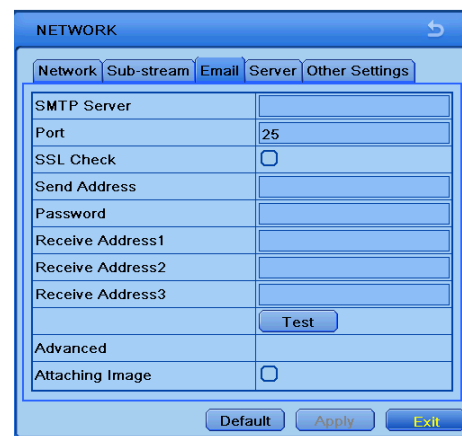 NETWORK
Network Sub-stream Email Server Other Settings
SMTP Server
Port 25
SSL Check
Send Address
Password
Receive Address1
Receive Address2
Receive Address3
Test
Advanced
Attaching Image
Default Apply Exit